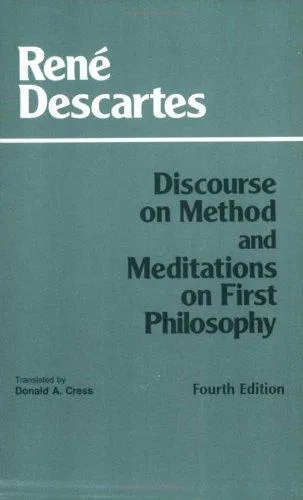 René
Descartes
Discourse
on Method
and
Meditations
on First
Philosophy
Translated by
Donald A. Cress
Fourth Edition